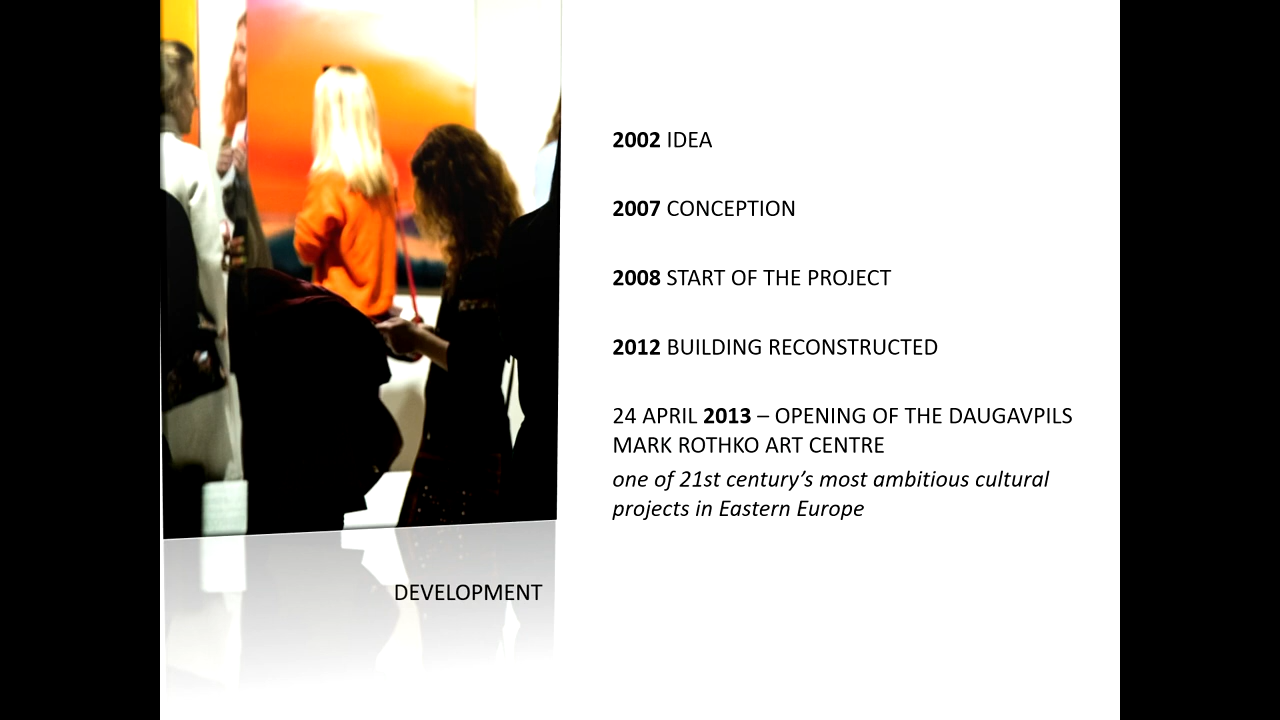 2002 IDEA
2007 CONCEPTION
2008 START OF THE PROJECT
2012 BUILDING RECONSTRUCTED
24 APRIL 2013 – OPENING OF THE DAUGAVPILS
MARK ROTHKO ART CENTRE
one of 21st century’s most ambitious cultural
projects in Eastern Europe
DEVELOPMENT